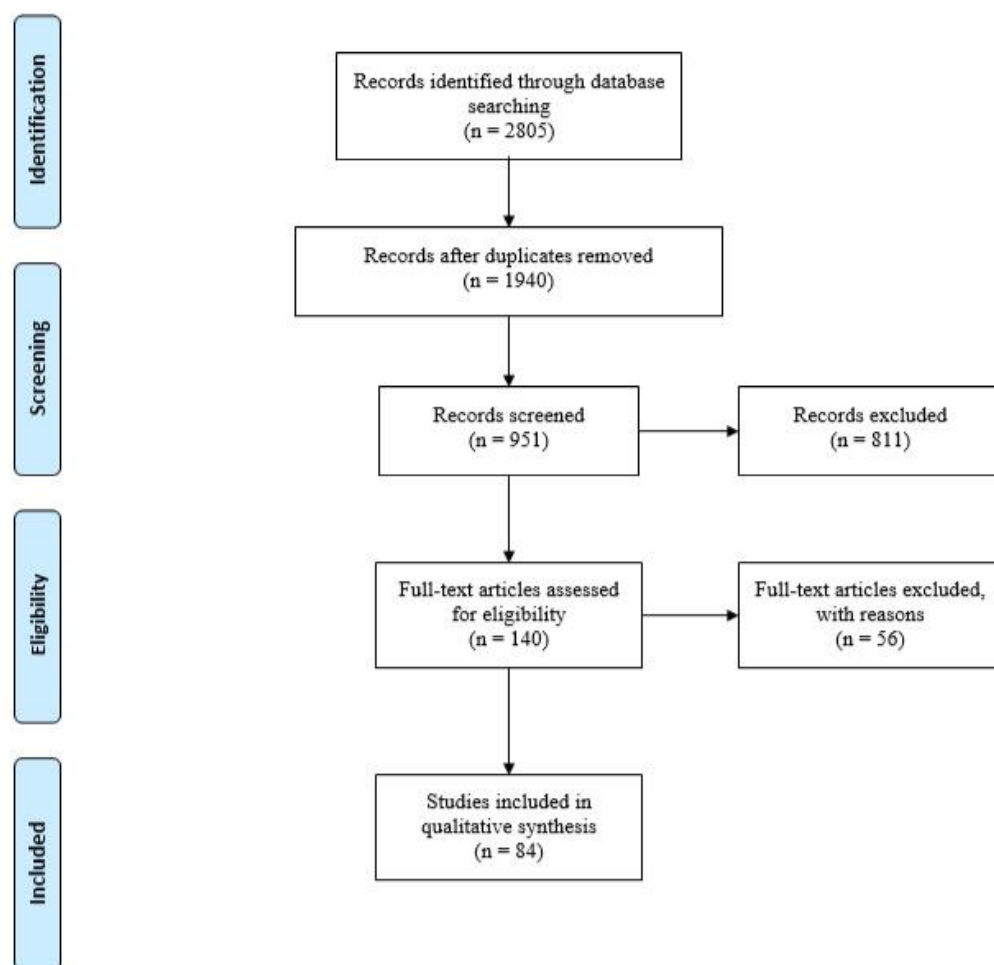 Identification
Records identified through database
searching
(n = 2805)
Records after duplicates removed
(n = 1940)
Screening
Records screened
(n = 951)
Records excluded
(n = 811)
Eligibility
Full-text articles assessed
for eligibility
(n = 140)
Full-text articles excluded,
with reasons
(n = 56)
Included
Studies included in
qualitative synthesis
(n = 84)